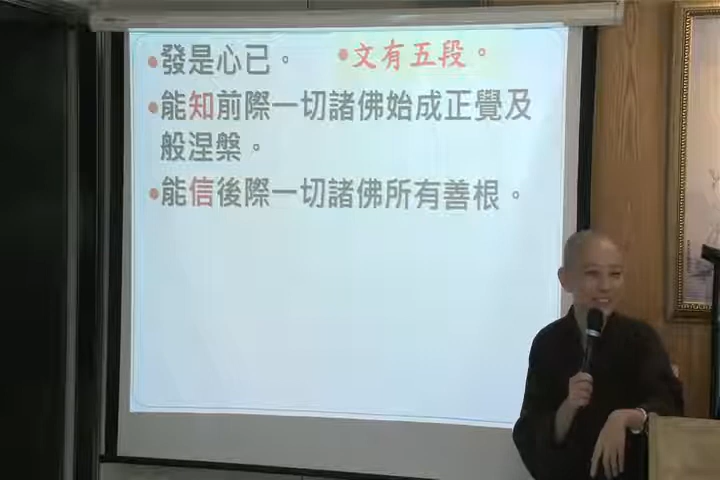 •發是心已。 •文有五段。
•能知前際一切諸佛始成正覺及
般涅槃。
•能信後際一切諸佛所有善根。